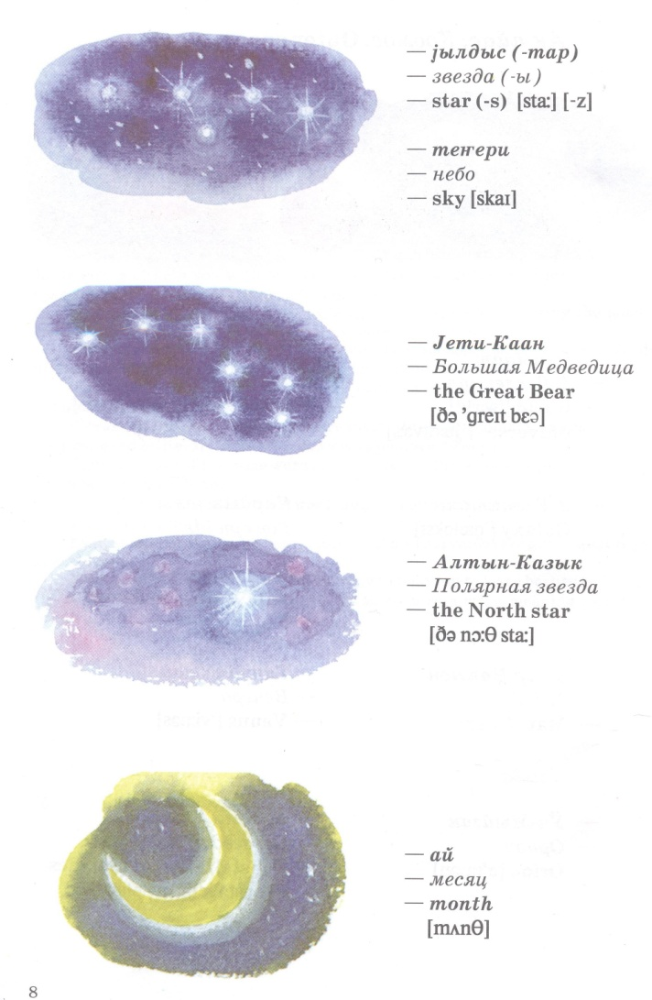 — јылдыс (-тар)
— звезда (-ы)
— star (-s) [sta:] [-z]
— теҥери
— небо
— sky [skaɪ]
— Јети-Каан
— Большая Медведица
— the Great Bear
[ðə ’greɪt bɛə]
— Алтын-Казык
— Полярная звезда
— the North star
[ðə nɔ:θ sta:]
— ай
— месяц
— month
[mʌnθ]
8